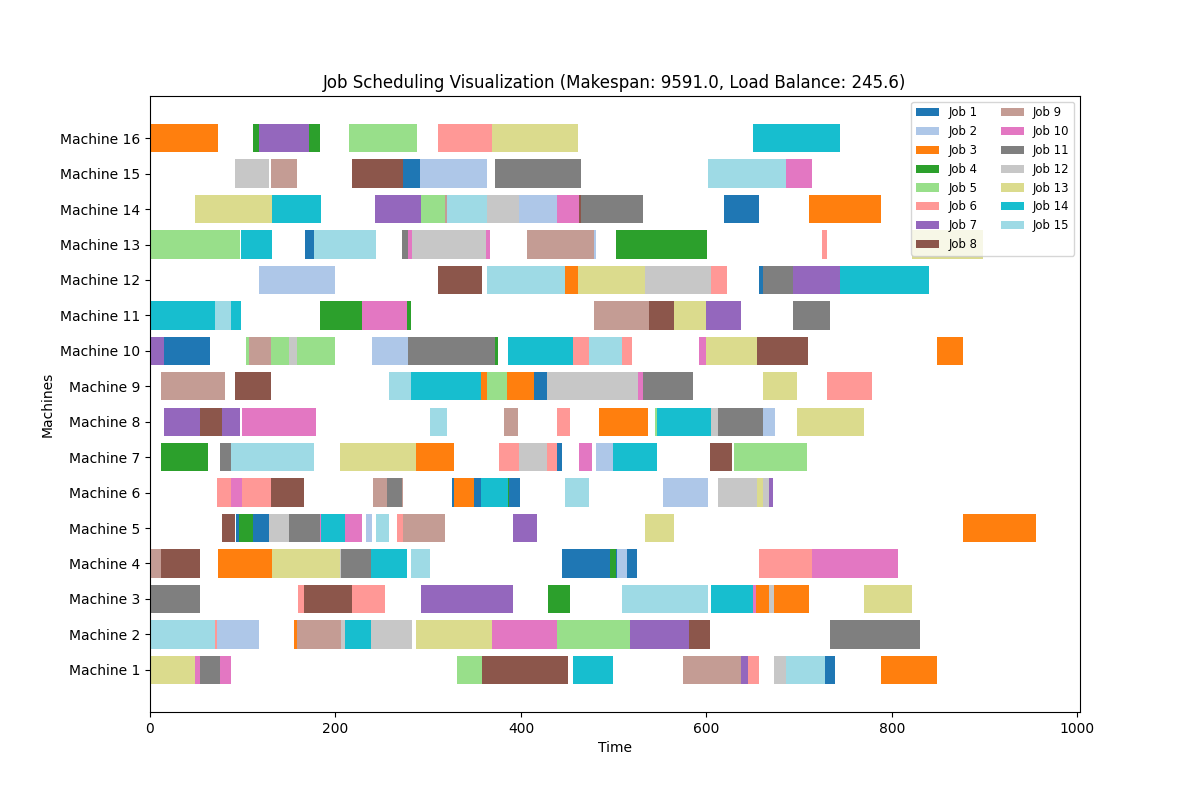 Job Scheduling Visualization (Makespan: 9591.0, Load Balance: 245.6)
Machines
Machine 16
Machine 15
Machine 14
Machine 13
Machine 12
Machine 11
Machine 10
Machine 9
Machine 8
Machine 7
Machine 6
Machine 5
Machine 4
Machine 3
Machine 2
Machine 1
Job 1
Job 2
Job 3
Job 4
Job 5
Job 6
Job 7
Job 8
Job 9
Job 10
Job 11
Job 12
Job 13
Job 14
Job 15
0 200 400 600 800 1000
Time